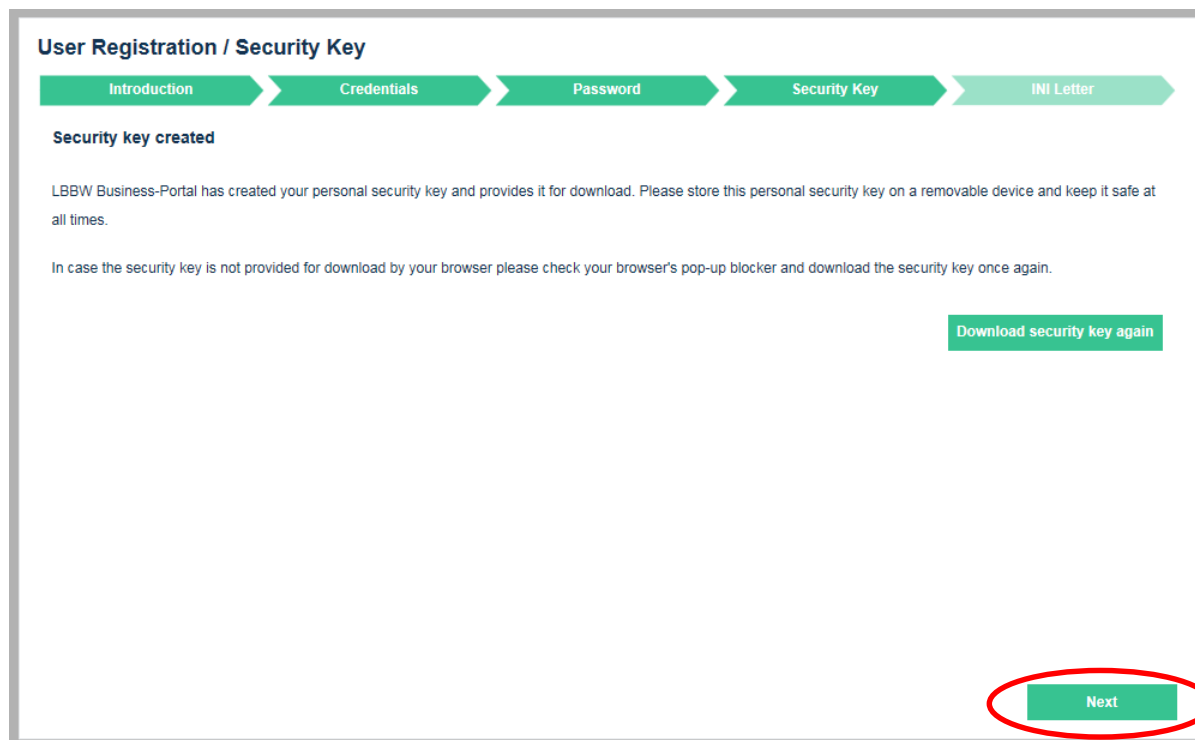 User Registration / Security Key
Introduction
Credentials
Password
Security Key
INI Letter
Security key created
LBBW Business-Portal has created your personal security key and provides it for download. Please store this personal security key on a removable device and keep it safe at
all times.
In case the security key is not provided for download by your browser please check your browser's pop-up blocker and download the security key once again.
Download security key again
Next